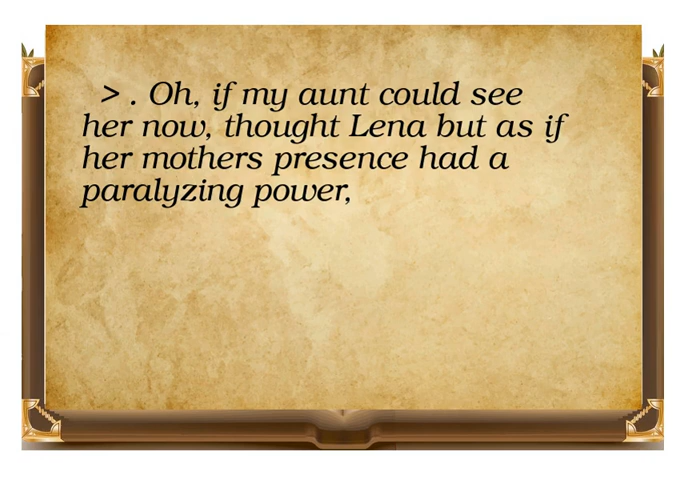 > . Oh, if my aunt could see
her now, thought Lena but as if
her mothers presence had a
paralyzing power,